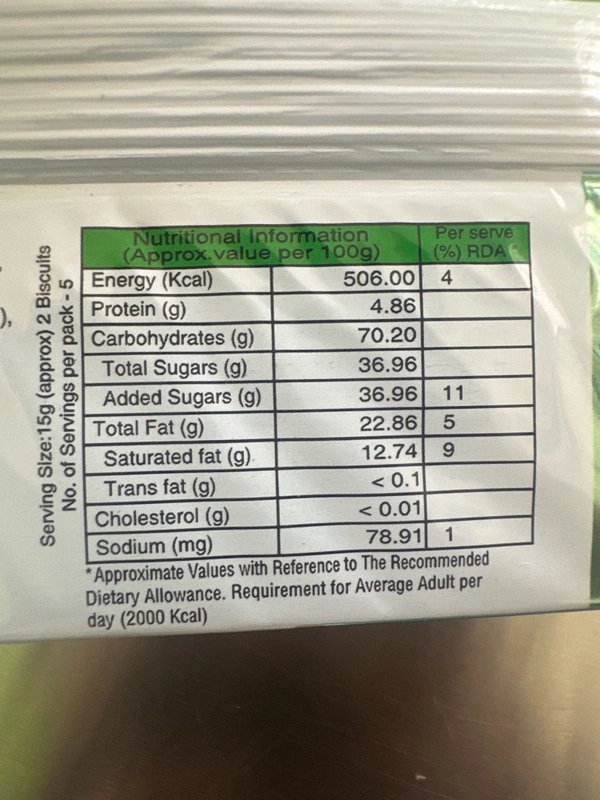 Serving Size:15g (approx) 2 Biscuits
No. of Servings per pack - 5
),
Nutritional Information
(Approx.value per 100g)
Per serve
(%) RDA*
Energy (Kcal) 506.00 4
Protein (g) 4.86
Carbohydrates (g) 70.20
Total Sugars (g) 36.96
Added Sugars (g) 36.96 11
Total Fat (g) 22.86 5
Saturated fat (g) 12.74 9
Trans fat (g) < 0.1
Cholesterol (g) < 0.01
Sodium (mg) 78.91 1
*Approximate Values with Reference to The Recommended
Dietary Allowance. Requirement for Average Adult per
day (2000 Kcal)